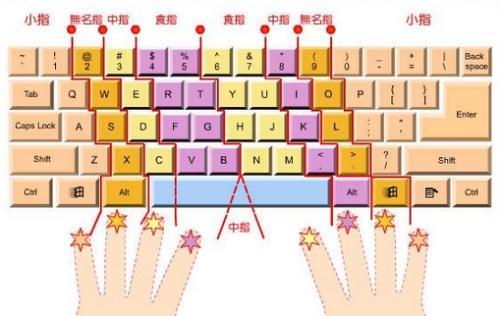 小指 無名指 中指 食指 食指 中指 無名指 小指
~ ! 1 @ 2 # 3 $ 4 % 5 ^ 6 & 7 * 8 ( 9 ) 0 _ - + = | \ Back space
Tab Q W E R T Y U I O P { [ } ] Enter
Caps Lock A S D F G H J K L : ; " '
Shift Z X C V B N M < , > . ? / Shift
Ctrl Alt Alt Ctrl
中指